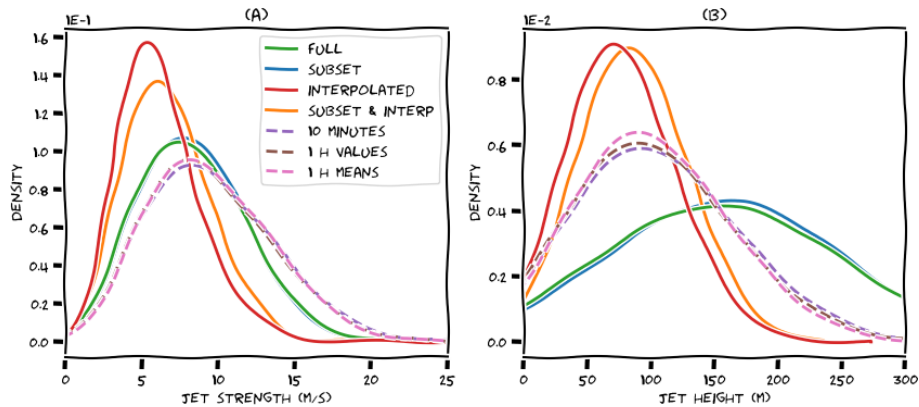 (A)
1E-1
1.6
1.4
1.2
1.0
0.8
0.6
0.4
0.2
0.0
DENSITY
0
5
10
15
20
25
JET STRENGTH (M/S)
FULL
SUBSET
INTERPOLATED
SUBSET & INTERP
10 MINUTES
1 H VALUES
1 H MEANS
(B)
1E-2
0.8
0.6
0.4
0.2
0.0
DENSITY
0
50
100
150
200
250
300
JET HEIGHT (M)